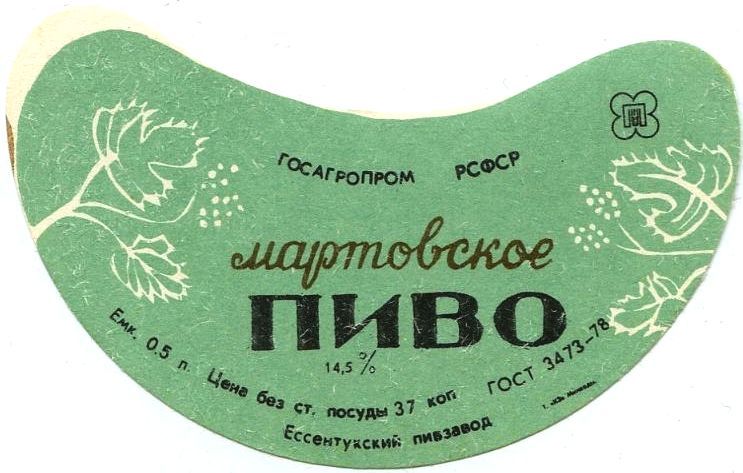 ГОСАГРОПРОМ РСФСР
мартовское
ПИВО
14,5 %
Емк. 0.5 л. Цена без ст. посуды 37 коп ГОСТ 3473-78
Ессентукский пивзавод